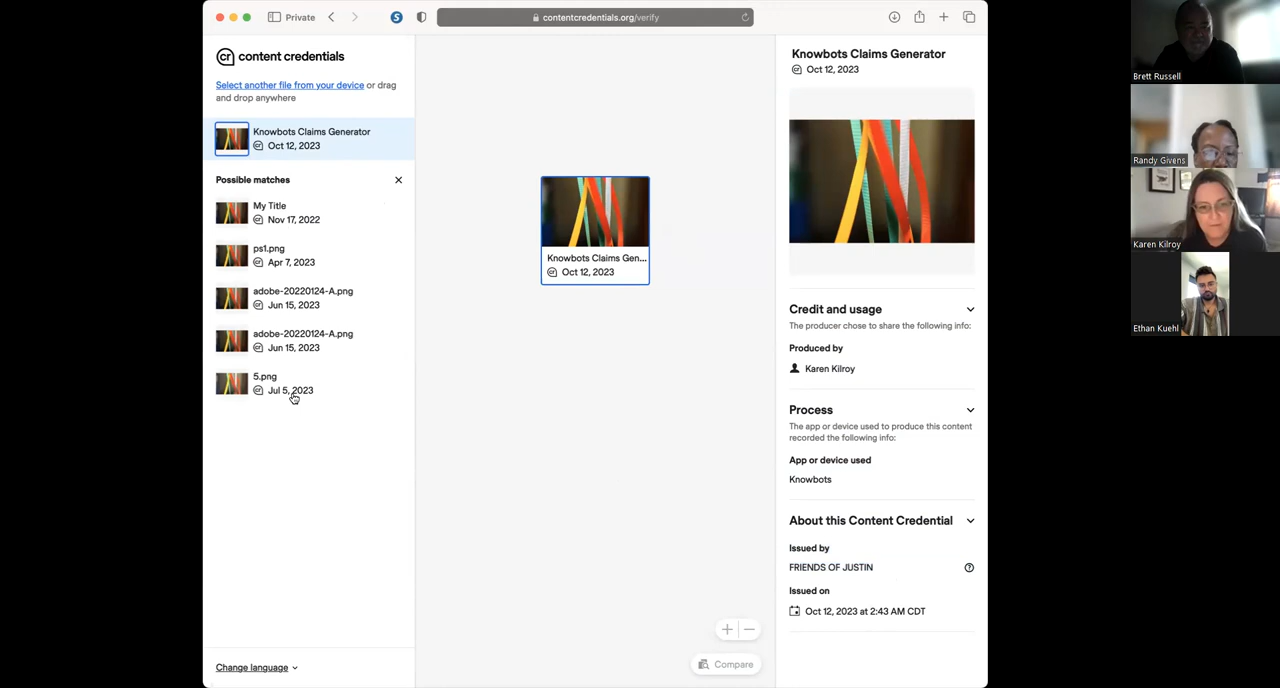 Private
contentcredentials.org/verify
content credentials
Select another file from your device or drag
and drop anywhere
Knowbots Claims Generator
Oct 12, 2023
Possible matches
My Title
Nov 17, 2022
ps1.png
Apr 7, 2023
adobe-20220124-A.png
Jun 15, 2023
adobe-20220124-A.png
Jun 15, 2023
5.png
Jul 5, 2023
Change language
Knowbots Claims Gen...
Oct 12, 2023
Compare
Knowbots Claims Generator
Oct 12, 2023
Credit and usage
The producer chose to share the following info:
Produced by
Karen Kilroy
Process
The app or device used to produce this content
recorded the following info:
App or device used
Knowbots
About this Content Credential
Issued by
FRIENDS OF JUSTIN
Issued on
Oct 12, 2023 at 2:43 AM CDT
Brett Russell
Randy Givens
Karen Kilroy
Ethan Kuehl